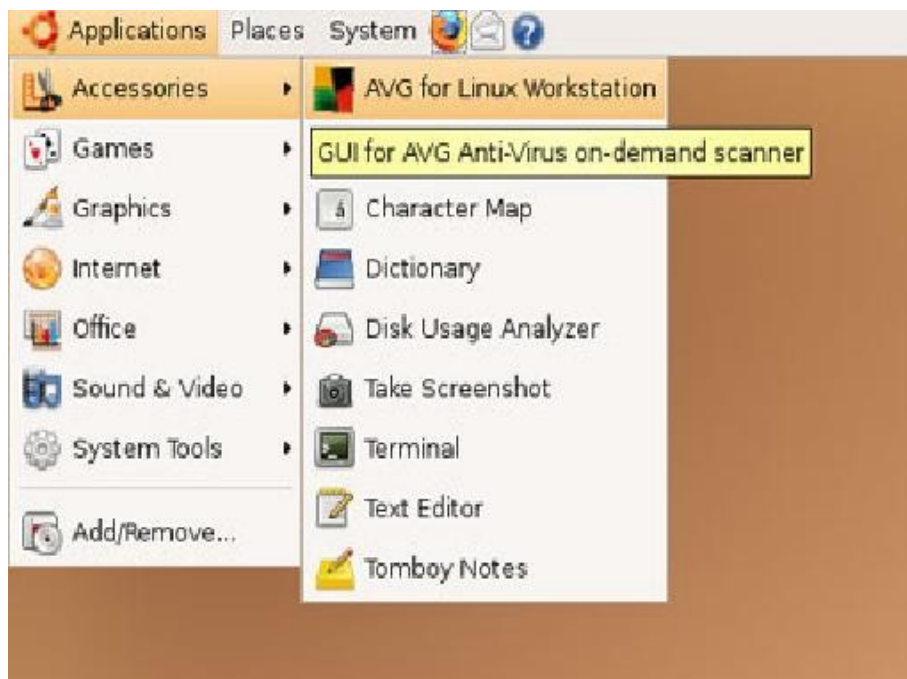 Applications Places System
Accessories
Games
Graphics
Internet
Office
Sound & Video
System Tools
Add/Remove...
AVG for Linux Workstation
GUI for AVG Anti-Virus on-demand scanner
á Character Map
Dictionary
Disk Usage Analyzer
Take Screenshot
Terminal
Text Editor
Tomboy Notes